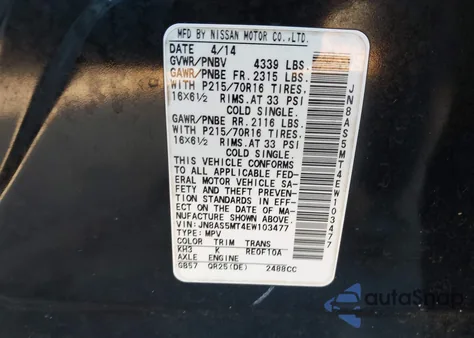 MFD BY NISSAN MOTOR CO.,LTD.
DATE 4/14
GVWR/PNBV 4339 LBS.
GAWR/PNBE FR. 2315 LBS.
WITH P215/70R16 TIRES.
16×6½ RIMS. AT 33 PSI
COLD SINGLE.
GAWR/PNBE RR. 2116 LBS.
WITH P215/70R16 TIRES.
16×6½ RIMS. AT 33 PSI
COLD SINGLE.
THIS VEHICLE CONFORMS
TO ALL APPLICABLE FED-
ERAL MOTOR VEHICLE SA-
FETY AND THEFT PREVEN-
TION STANDARDS IN EFF-
ECT ON THE DATE OF MA-
NUFACTURE SHOWN ABOVE.
VIN: JN8AS5MT4EW103477
TYPE: MPV
COLOR TRIM TRANS
KH3 K RE0F10A
AXLE ENGINE
GB57 QR25(DE) 2488CC
JN8AS5MT4EW103477
autoSnap